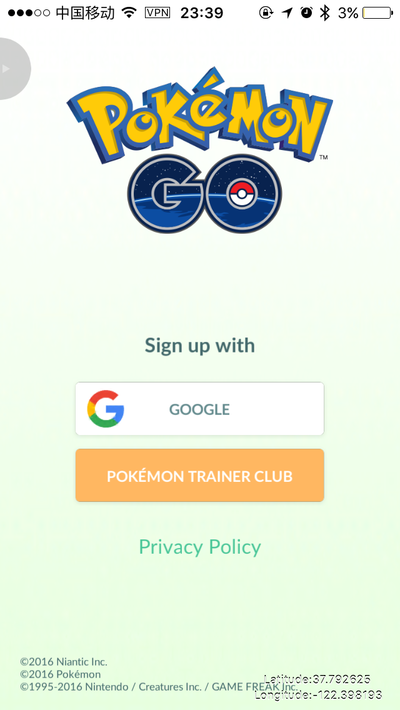 中国移动 VPN 23:39 3%
POKéMON
TM
GO
Sign up with
GOOGLE
POKÉMON TRAINER CLUB
Privacy Policy
©2016 Niantic Inc.
©2016 Pokémon
©1995-2016 Nintendo / Creatures Inc. / GAME FREAK Inc.
Latitude:37.792625
Longitude:-122.398193